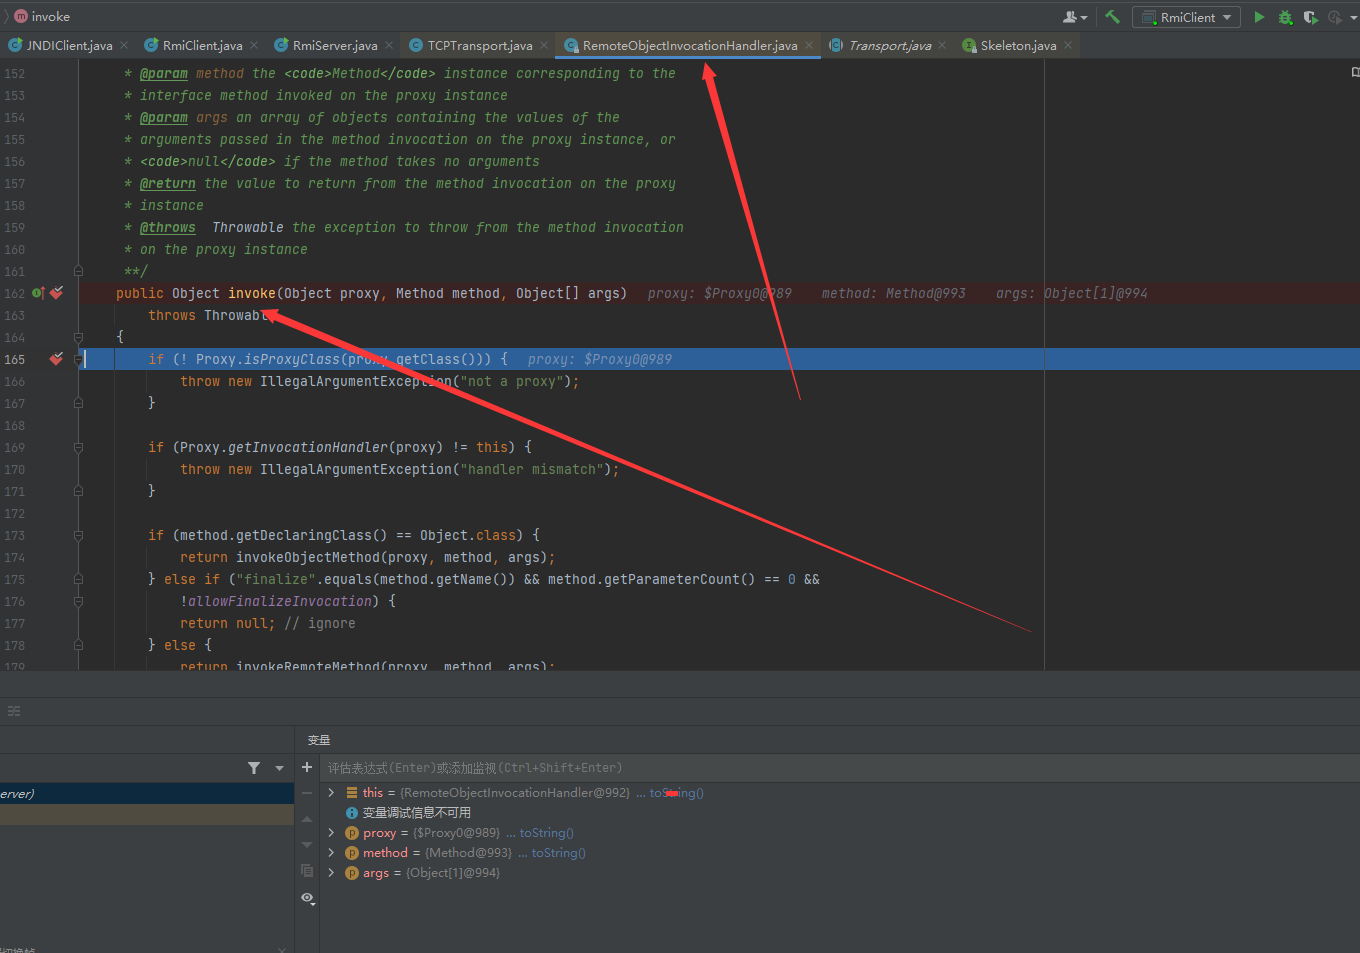 invoke
RmiClient
JNDIClient.java
RmiClient.java
RmiServer.java
TCPTransport.java
RemoteObjectInvocationHandler.java
Transport.java
Skeleton.java
152 * @param method the <code>Method</code> instance corresponding to the
153 * interface method invoked on the proxy instance
154 * @param args an array of objects containing the values of the
155 * arguments passed in the method invocation on the proxy instance, or
156 * <code>null</code> if the method takes no arguments
157 * @return the value to return from the method invocation on the proxy
158 * instance
159 * @throws Throwable the exception to throw from the method invocation
160 * on the proxy instance
161 **/
162 public Object invoke(Object proxy, Method method, Object[] args) proxy: $Proxy0@989 method: Method@993 args: Object[1]@994
163 throws Throwable
164 {
165 if (! Proxy.isProxyClass(proxy.getClass())) { proxy: $Proxy0@989
166 throw new IllegalArgumentException("not a proxy");
167 }
168
169 if (Proxy.getInvocationHandler(proxy) != this) {
170 throw new IllegalArgumentException("handler mismatch");
171 }
172
173 if (method.getDeclaringClass() == Object.class) {
174 return invokeObjectMethod(proxy, method, args);
175 } else if ("finalize".equals(method.getName()) && method.getParameterCount() == 0 &&
176 !allowFinalizeInvocation) {
177 return null; // ignore
178 } else {
179 return invokeRemoteMethod(proxy, method, args);
变量
评估表达式(Enter)或添加监视(Ctrl+Shift+Enter)
erver)
this = {RemoteObjectInvocationHandler@992} ... toString()
变量调试信息不可用
proxy = {$Proxy0@989} ... toString()
method = {Method@993} ... toString()
args = {Object[1]@994}